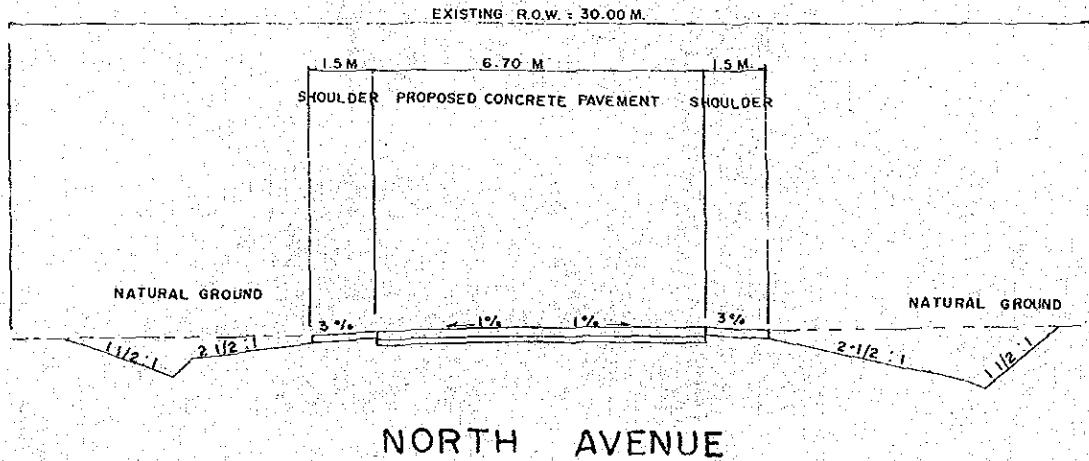 EXISTING R.O.W. : 30.00 M.
1.5 M 6.70 M 1.5 M.
SHOULDER PROPOSED CONCRETE PAVEMENT SHOULDER
NATURAL GROUND
NATURAL GROUND
3 % 1% 1% 3 %
1 1/2 : 1 2 1/2 : 1 2-1/2 : 1 1 1/2 : 1
NORTH AVENUE